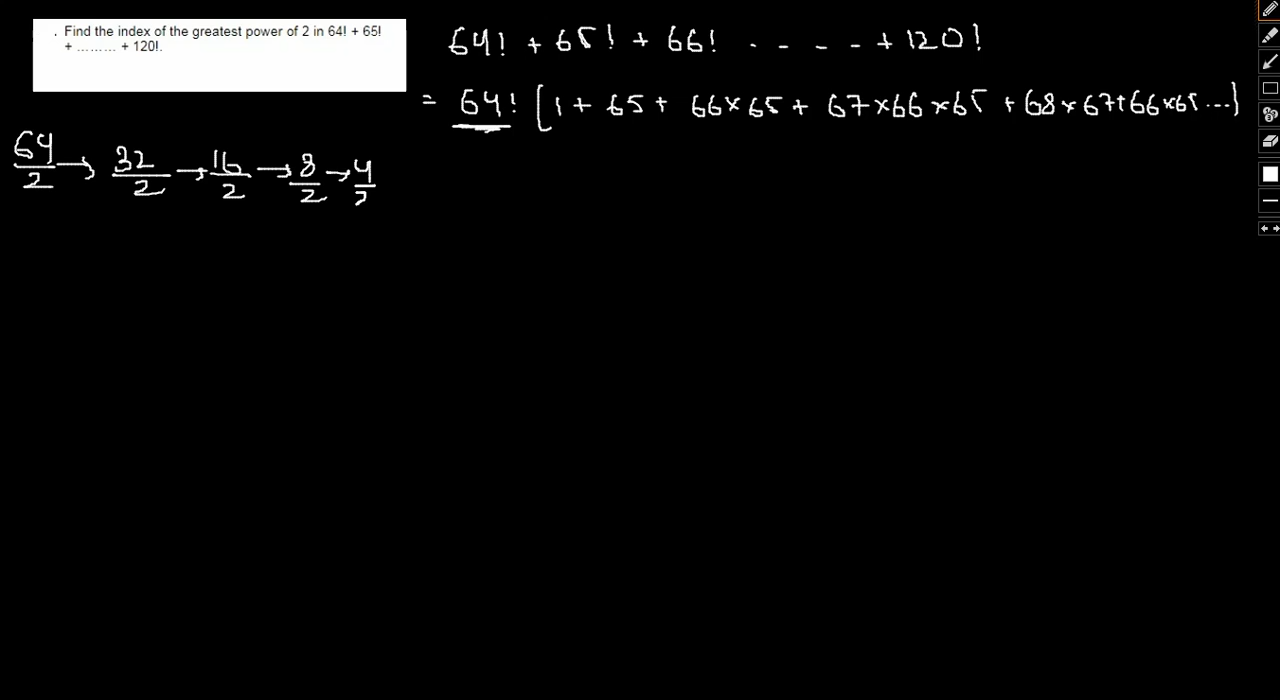 . Find the index of the greatest power of 2 in 64! + 65!
+ ......... + 120!.
64! + 65! + 66! - - - - + 120!
= 64! [1 + 65 + 66×65 + 67×66×65 + 68×67+66×65 ...]
64/2 → 32/2 → 16/2 → 8/2 → 4/2